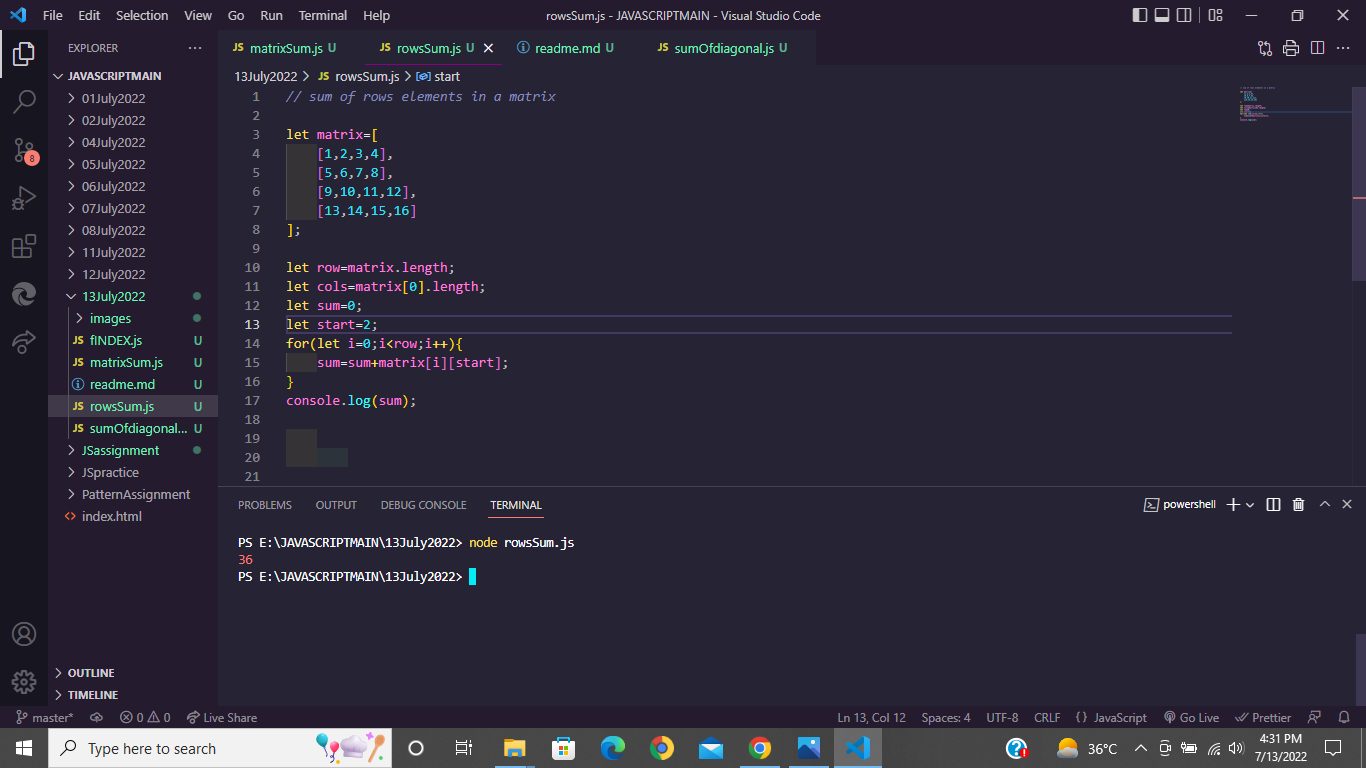 File Edit Selection View Go Run Terminal Help rowsSum.js - JAVASCRIPTMAIN - Visual Studio Code
EXPLORER ···
JAVASCRIPTMAIN
01July2022
02July2022
04July2022
05July2022
06July2022
07July2022
08July2022
11July2022
12July2022
13July2022
images
JS fINDEX.js U
JS matrixSum.js U
readme.md U
JS rowsSum.js U
JS sumOfdiagonal... U
JSassignment
JSpractice
PatternAssignment
<> index.html
OUTLINE
TIMELINE
8
JS matrixSum.js U JS rowsSum.js U readme.md U JS sumOfdiagonal.js U
13July2022 > JS rowsSum.js > start
1 // sum of rows elements in a matrix
2
3 let matrix=[
4 [1,2,3,4],
5 [5,6,7,8],
6 [9,10,11,12],
7 [13,14,15,16]
8 ];
9
10 let row=matrix.length;
11 let cols=matrix[0].length;
12 let sum=0;
13 let start=2;
14 for(let i=0;i<row;i++){
15 sum=sum+matrix[i][start];
16 }
17 console.log(sum);
18
19
20
21
PROBLEMS OUTPUT DEBUG CONSOLE TERMINAL powershell
PS E:\JAVASCRIPTMAIN\13July2022> node rowsSum.js
36
PS E:\JAVASCRIPTMAIN\13July2022>
master* 0 0 Live Share Ln 13, Col 12 Spaces: 4 UTF-8 CRLF {} JavaScript Go Live Prettier
Type here to search 36°C 4:31 PM
7/13/2022